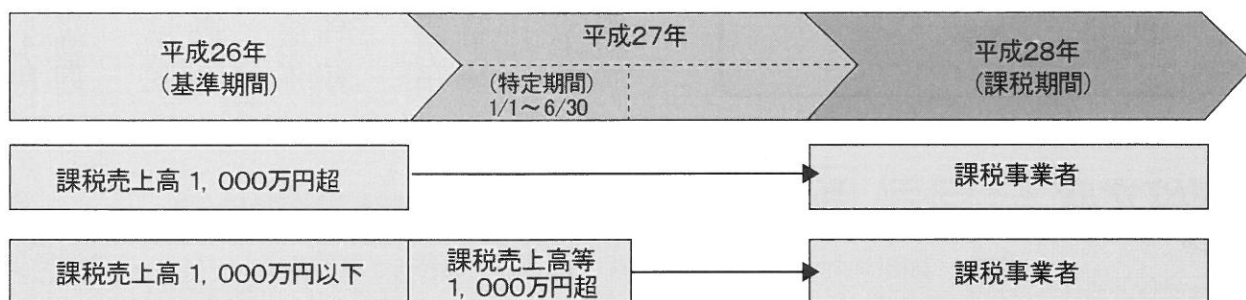 平成26年
(基準期間)
平成27年
(特定期間)
1/1～6/30
平成28年
(課税期間)
課税売上高 1, 000万円超
課税事業者
課税売上高 1, 000万円以下
課税売上高等
1, 000万円超
課税事業者